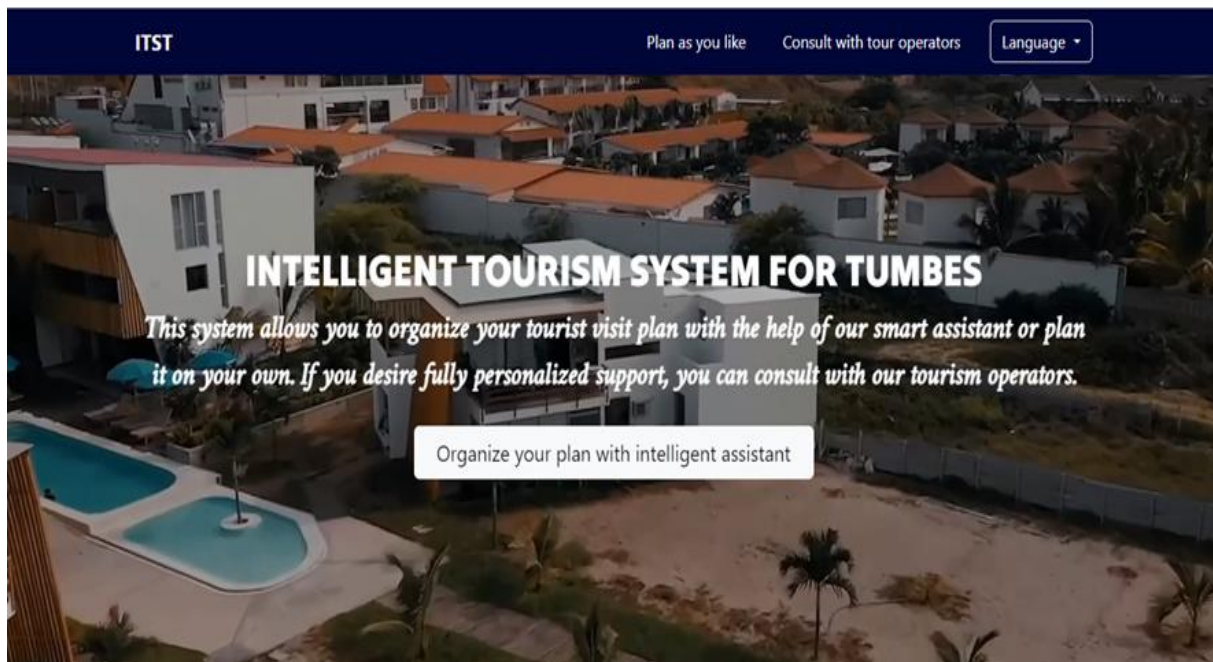 ITST
Plan as you like
Consult with tour operators
Language
INTELLIGENT TOURISM SYSTEM FOR TUMBES
This system allows you to organize your tourist visit plan with the help of our smart assistant or plan
it on your own. If you desire fully personalized support, you can consult with our tourism operators.
Organize your plan with intelligent assistant